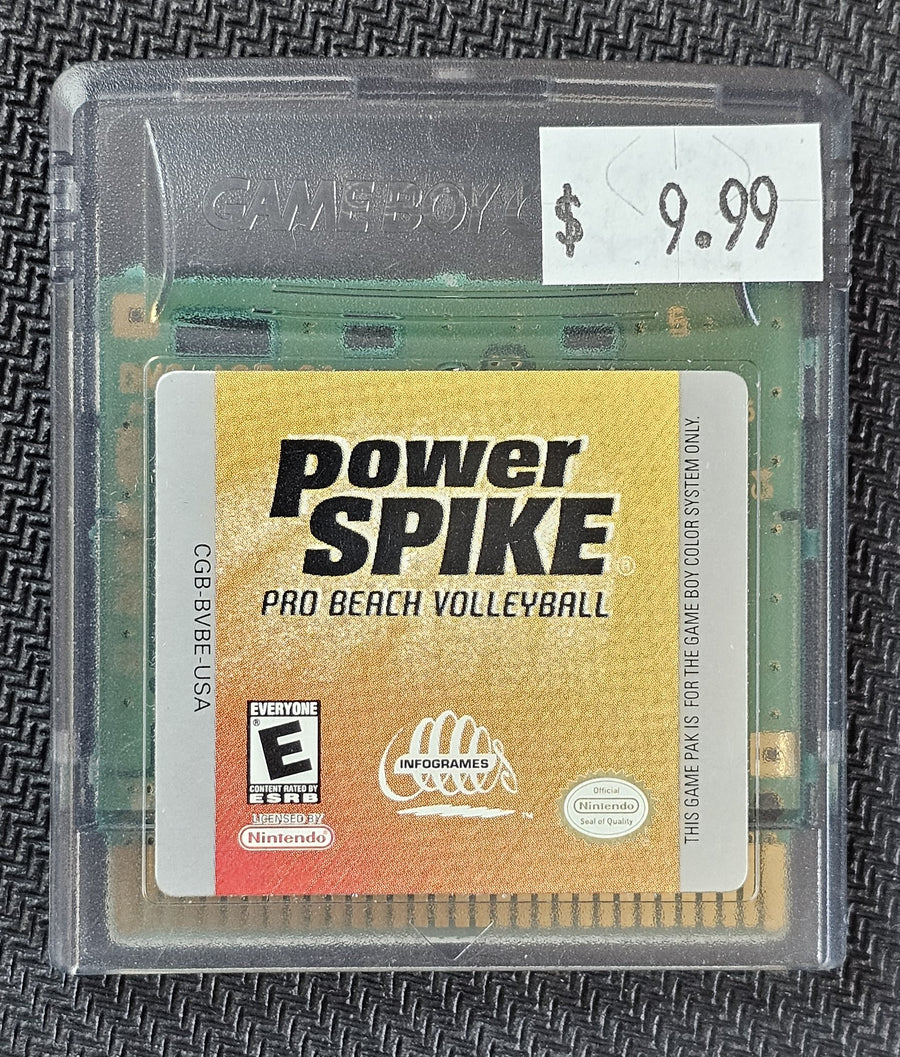 GAME BOY
$ 9.99
power
SPIKE®
PRO BEACH VOLLEYBALL
CGB-BVBE-USA
THIS GAME PAK IS FOR THE GAME BOY COLOR SYSTEM ONLY.
EVERYONE
E®
CONTENT RATED BY
ESRB
LICENSED BY
Nintendo®
INFOGRAMES
™
Official
Nintendo
Seal of Quality